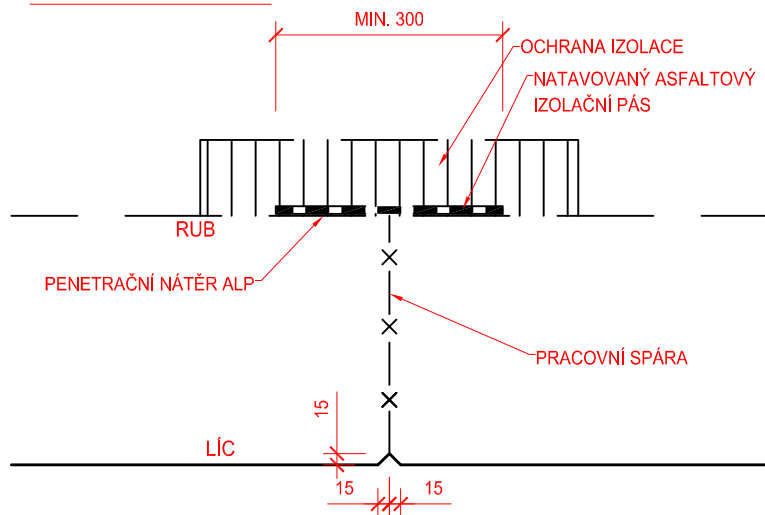 MIN. 300
OCHRANA IZOLACE
NATAVOVANÝ ASFALTOVÝ
IZOLAČNÍ PÁS
RUB
PENETRAČNÍ NÁTĚR ALP
PRACOVNÍ SPÁRA
15
LÍC
15
15